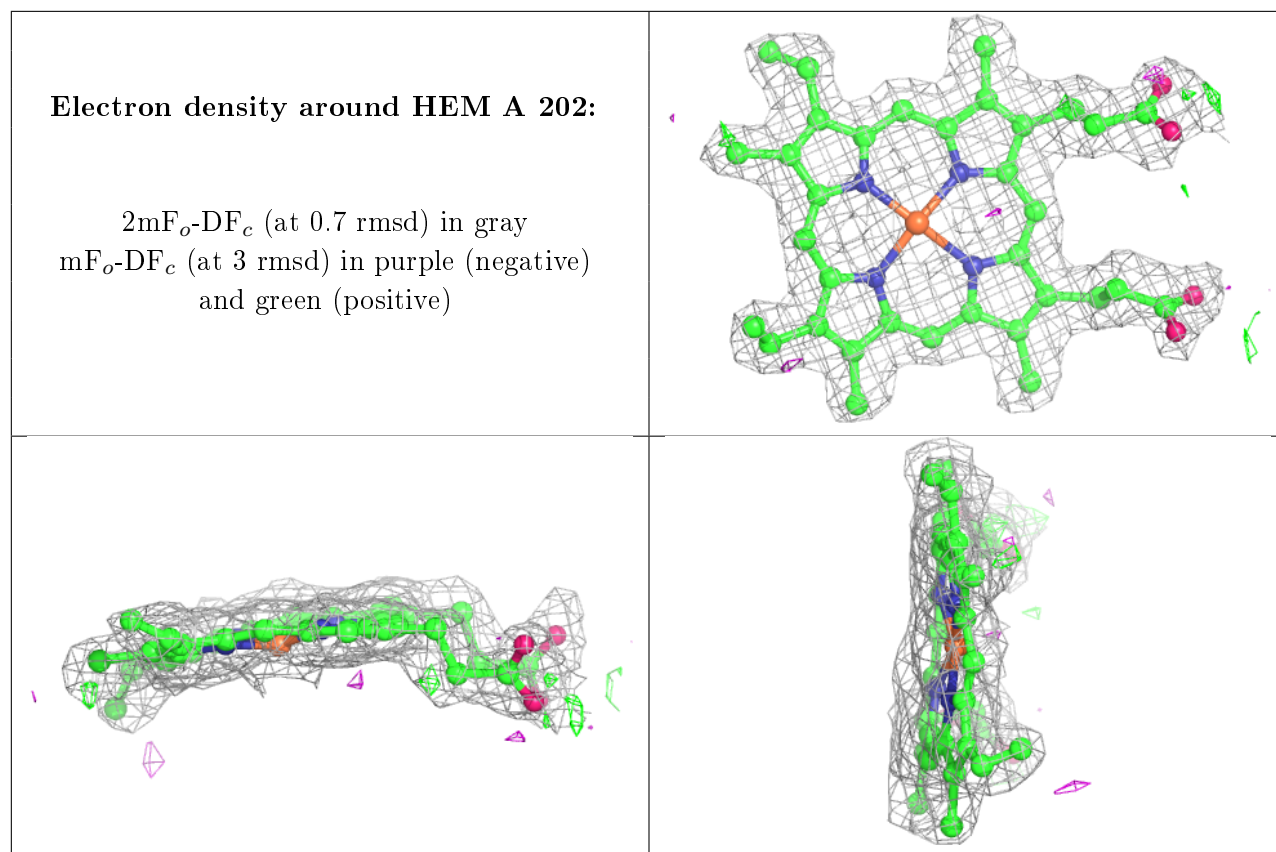 Electron density around HEM A 202:
2mFo-DFc (at 0.7 rmsd) in gray
mFo-DFc (at 3 rmsd) in purple (negative)
and green (positive)